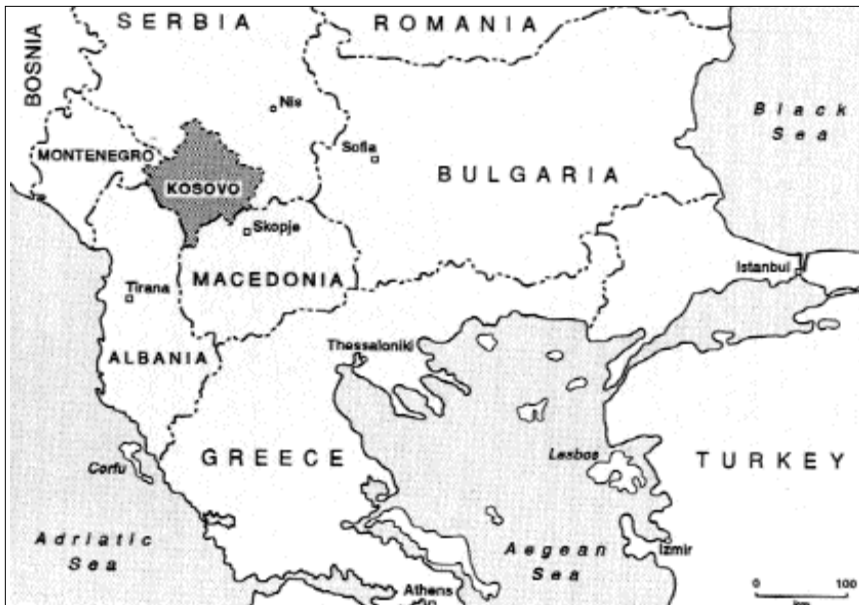 SERBIA
ROMANIA
BOSNIA
Nis
Black
Sea
MONTENEGRO
Sofia
BULGARIA
KOSOVO
Skopje
MACEDONIA
Istanbul
Tirana
Thessaloniki
ALBANIA
GREECE
Lesbos
TURKEY
Corfu
Adriatic
Sea
Aegean
Sea
Izmir
Athens
0 100
km